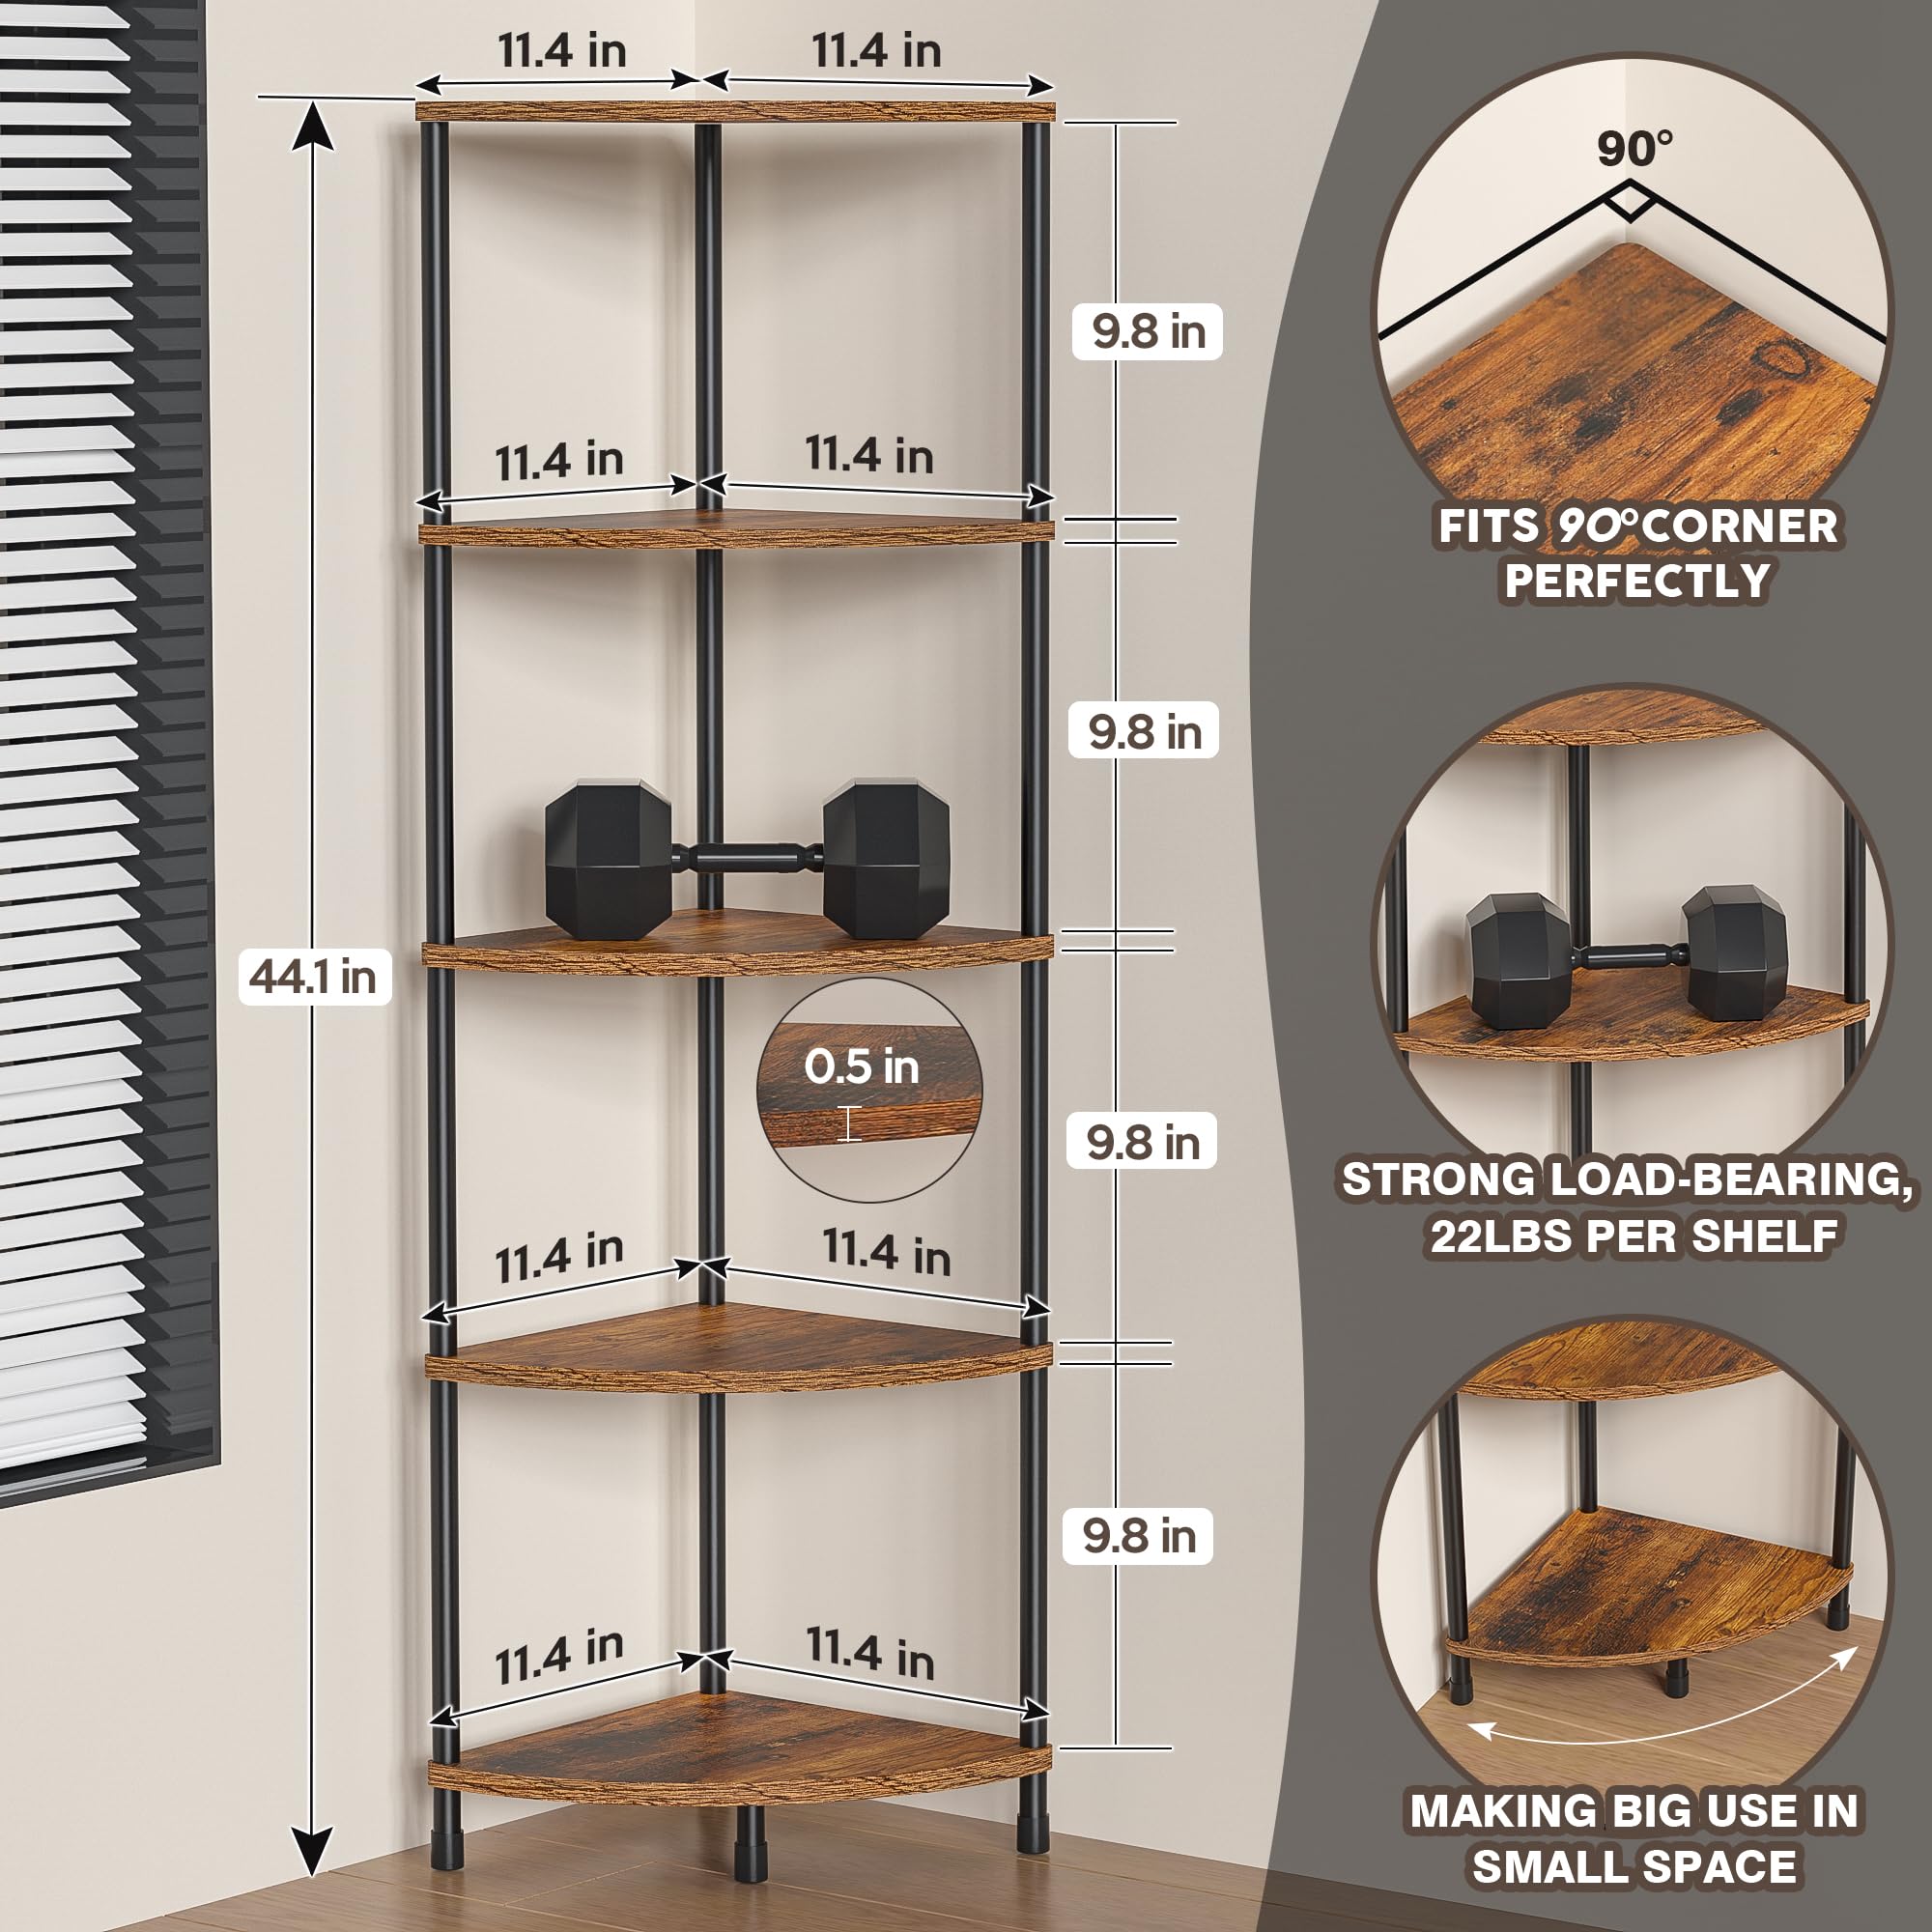 11.4 in 11.4 in
9.8 in
11.4 in 11.4 in
9.8 in
44.1 in
0.5 in
9.8 in
11.4 in 11.4 in
9.8 in
11.4 in 11.4 in
90°
FITS 90°CORNER
PERFECTLY
STRONG LOAD-BEARING,
22LBS PER SHELF
MAKING BIG USE IN
SMALL SPACE